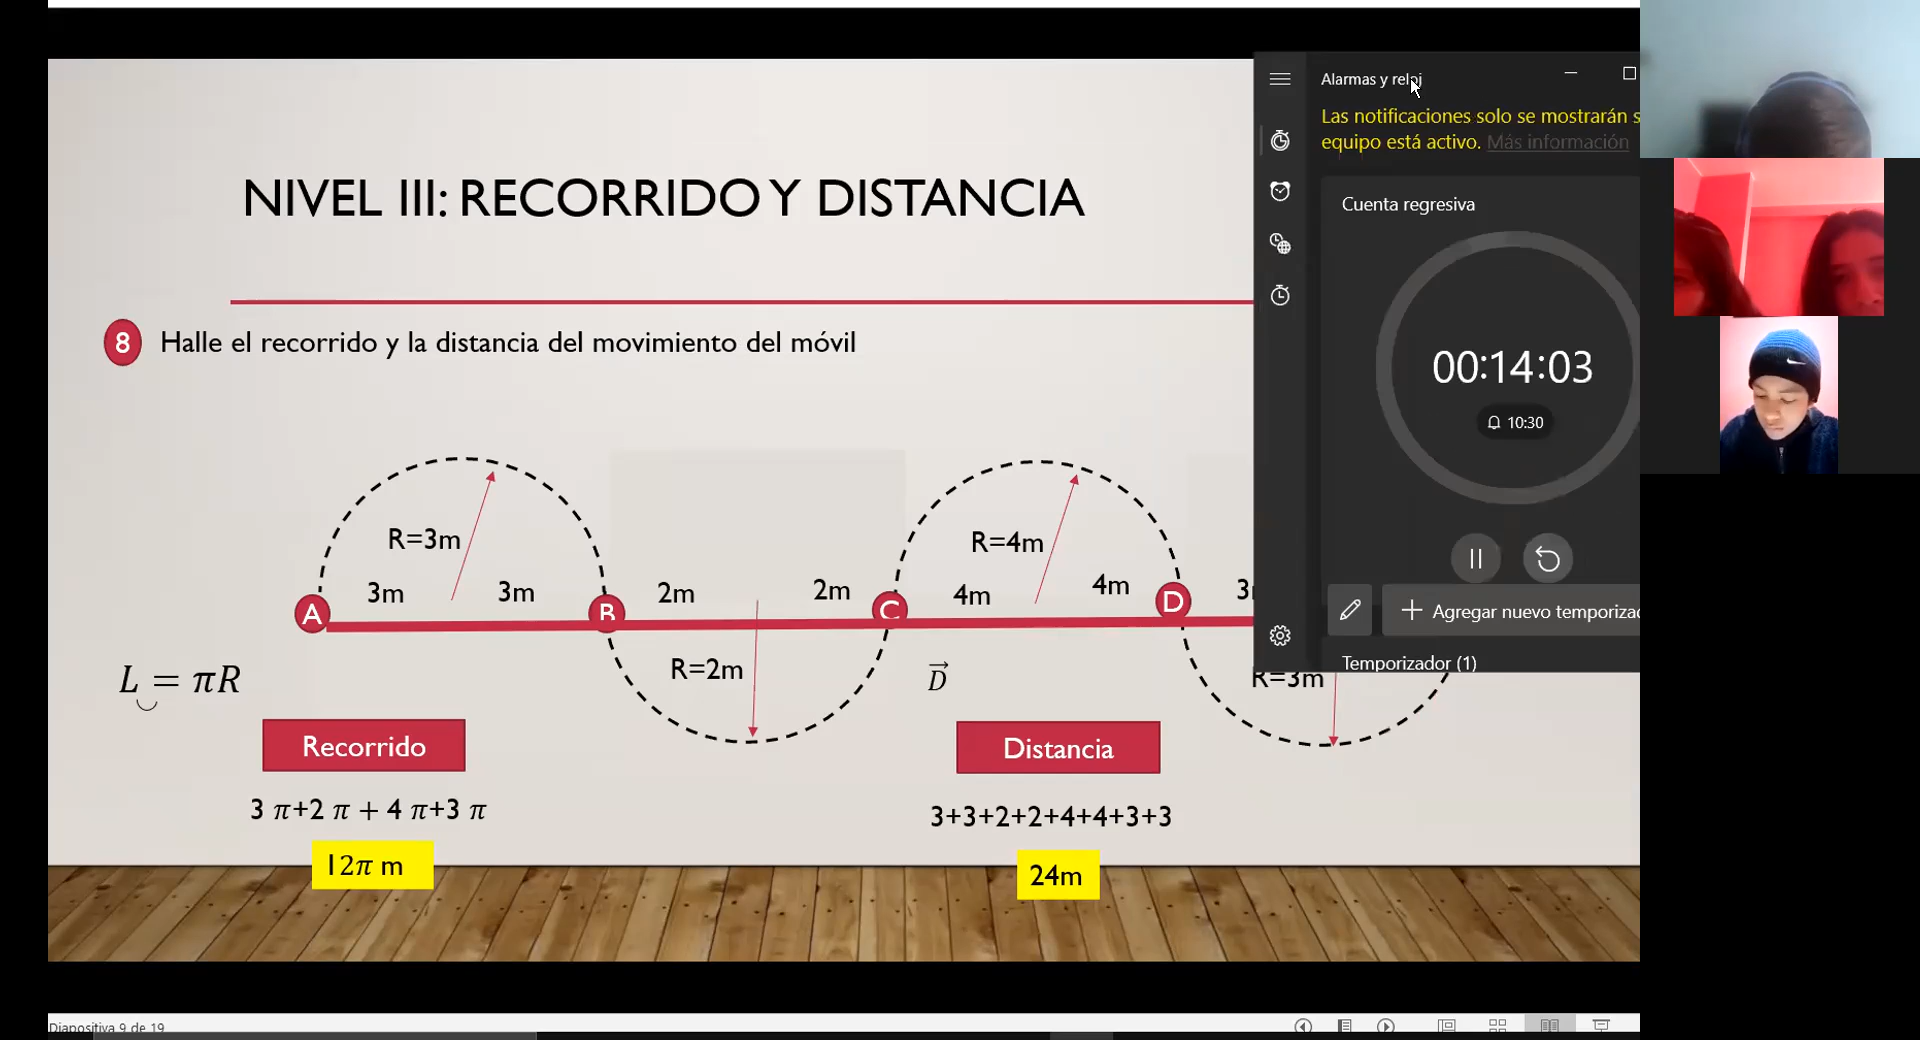 NIVEL III: RECORRIDO Y DISTANCIA
8 Halle el recorrido y la distancia del movimiento del móvil
R=3m
3m 3m
A
B
2m 2m
R=2m
C
R=4m
4m 4m
D
R=3m
L = πR
D⃗
Recorrido
3 π+2 π + 4 π+3 π
12π m
Distancia
3+3+2+2+4+4+3+3
24m
Alarmas y reloj
Las notificaciones solo se mostrarán
equipo está activo. Más información
Cuenta regresiva
00:14:03
10:30
Agregar nuevo
Temporizador (1)
Diapositiva 9 de 19